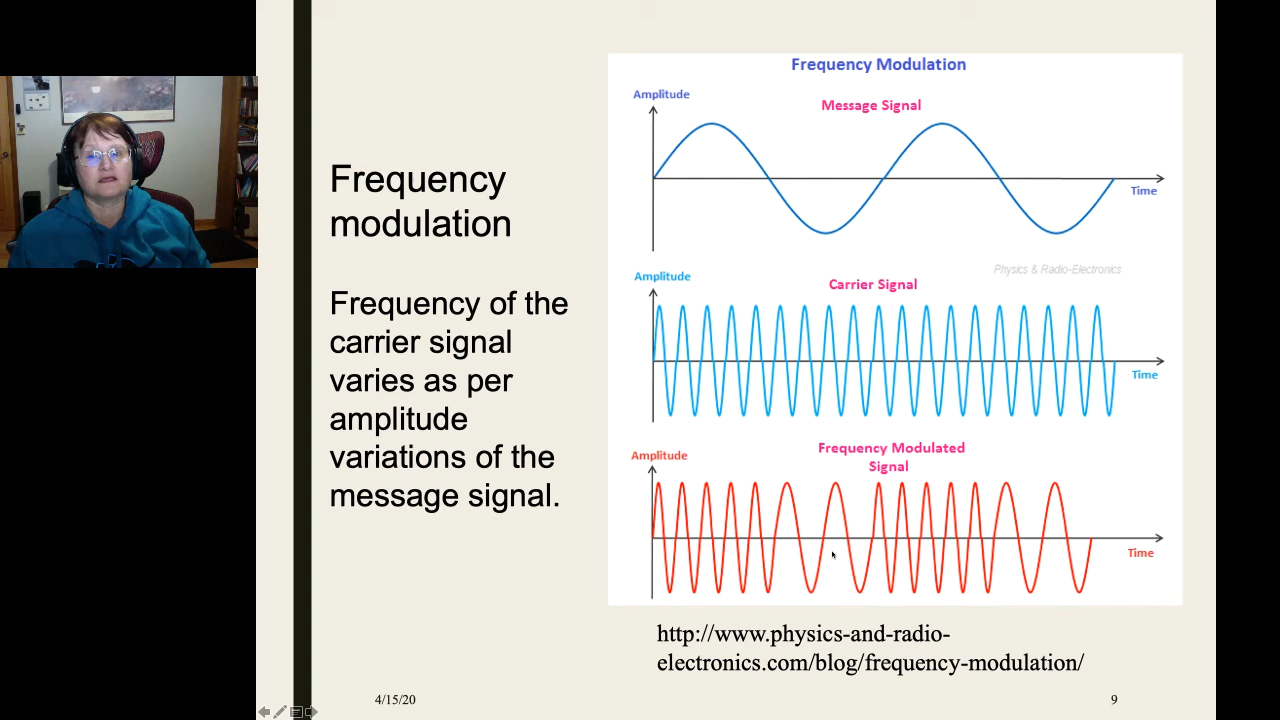 Frequency
modulation
Frequency of the
carrier signal
varies as per
amplitude
variations of the
message signal.
Frequency Modulation
Amplitude
Message Signal
Time
Physics & Radio-Electronics
Amplitude
Carrier Signal
Time
Frequency Modulated
Signal
Amplitude
Time
http://www.physics-and-radio-
electronics.com/blog/frequency-modulation/
4/15/20
9